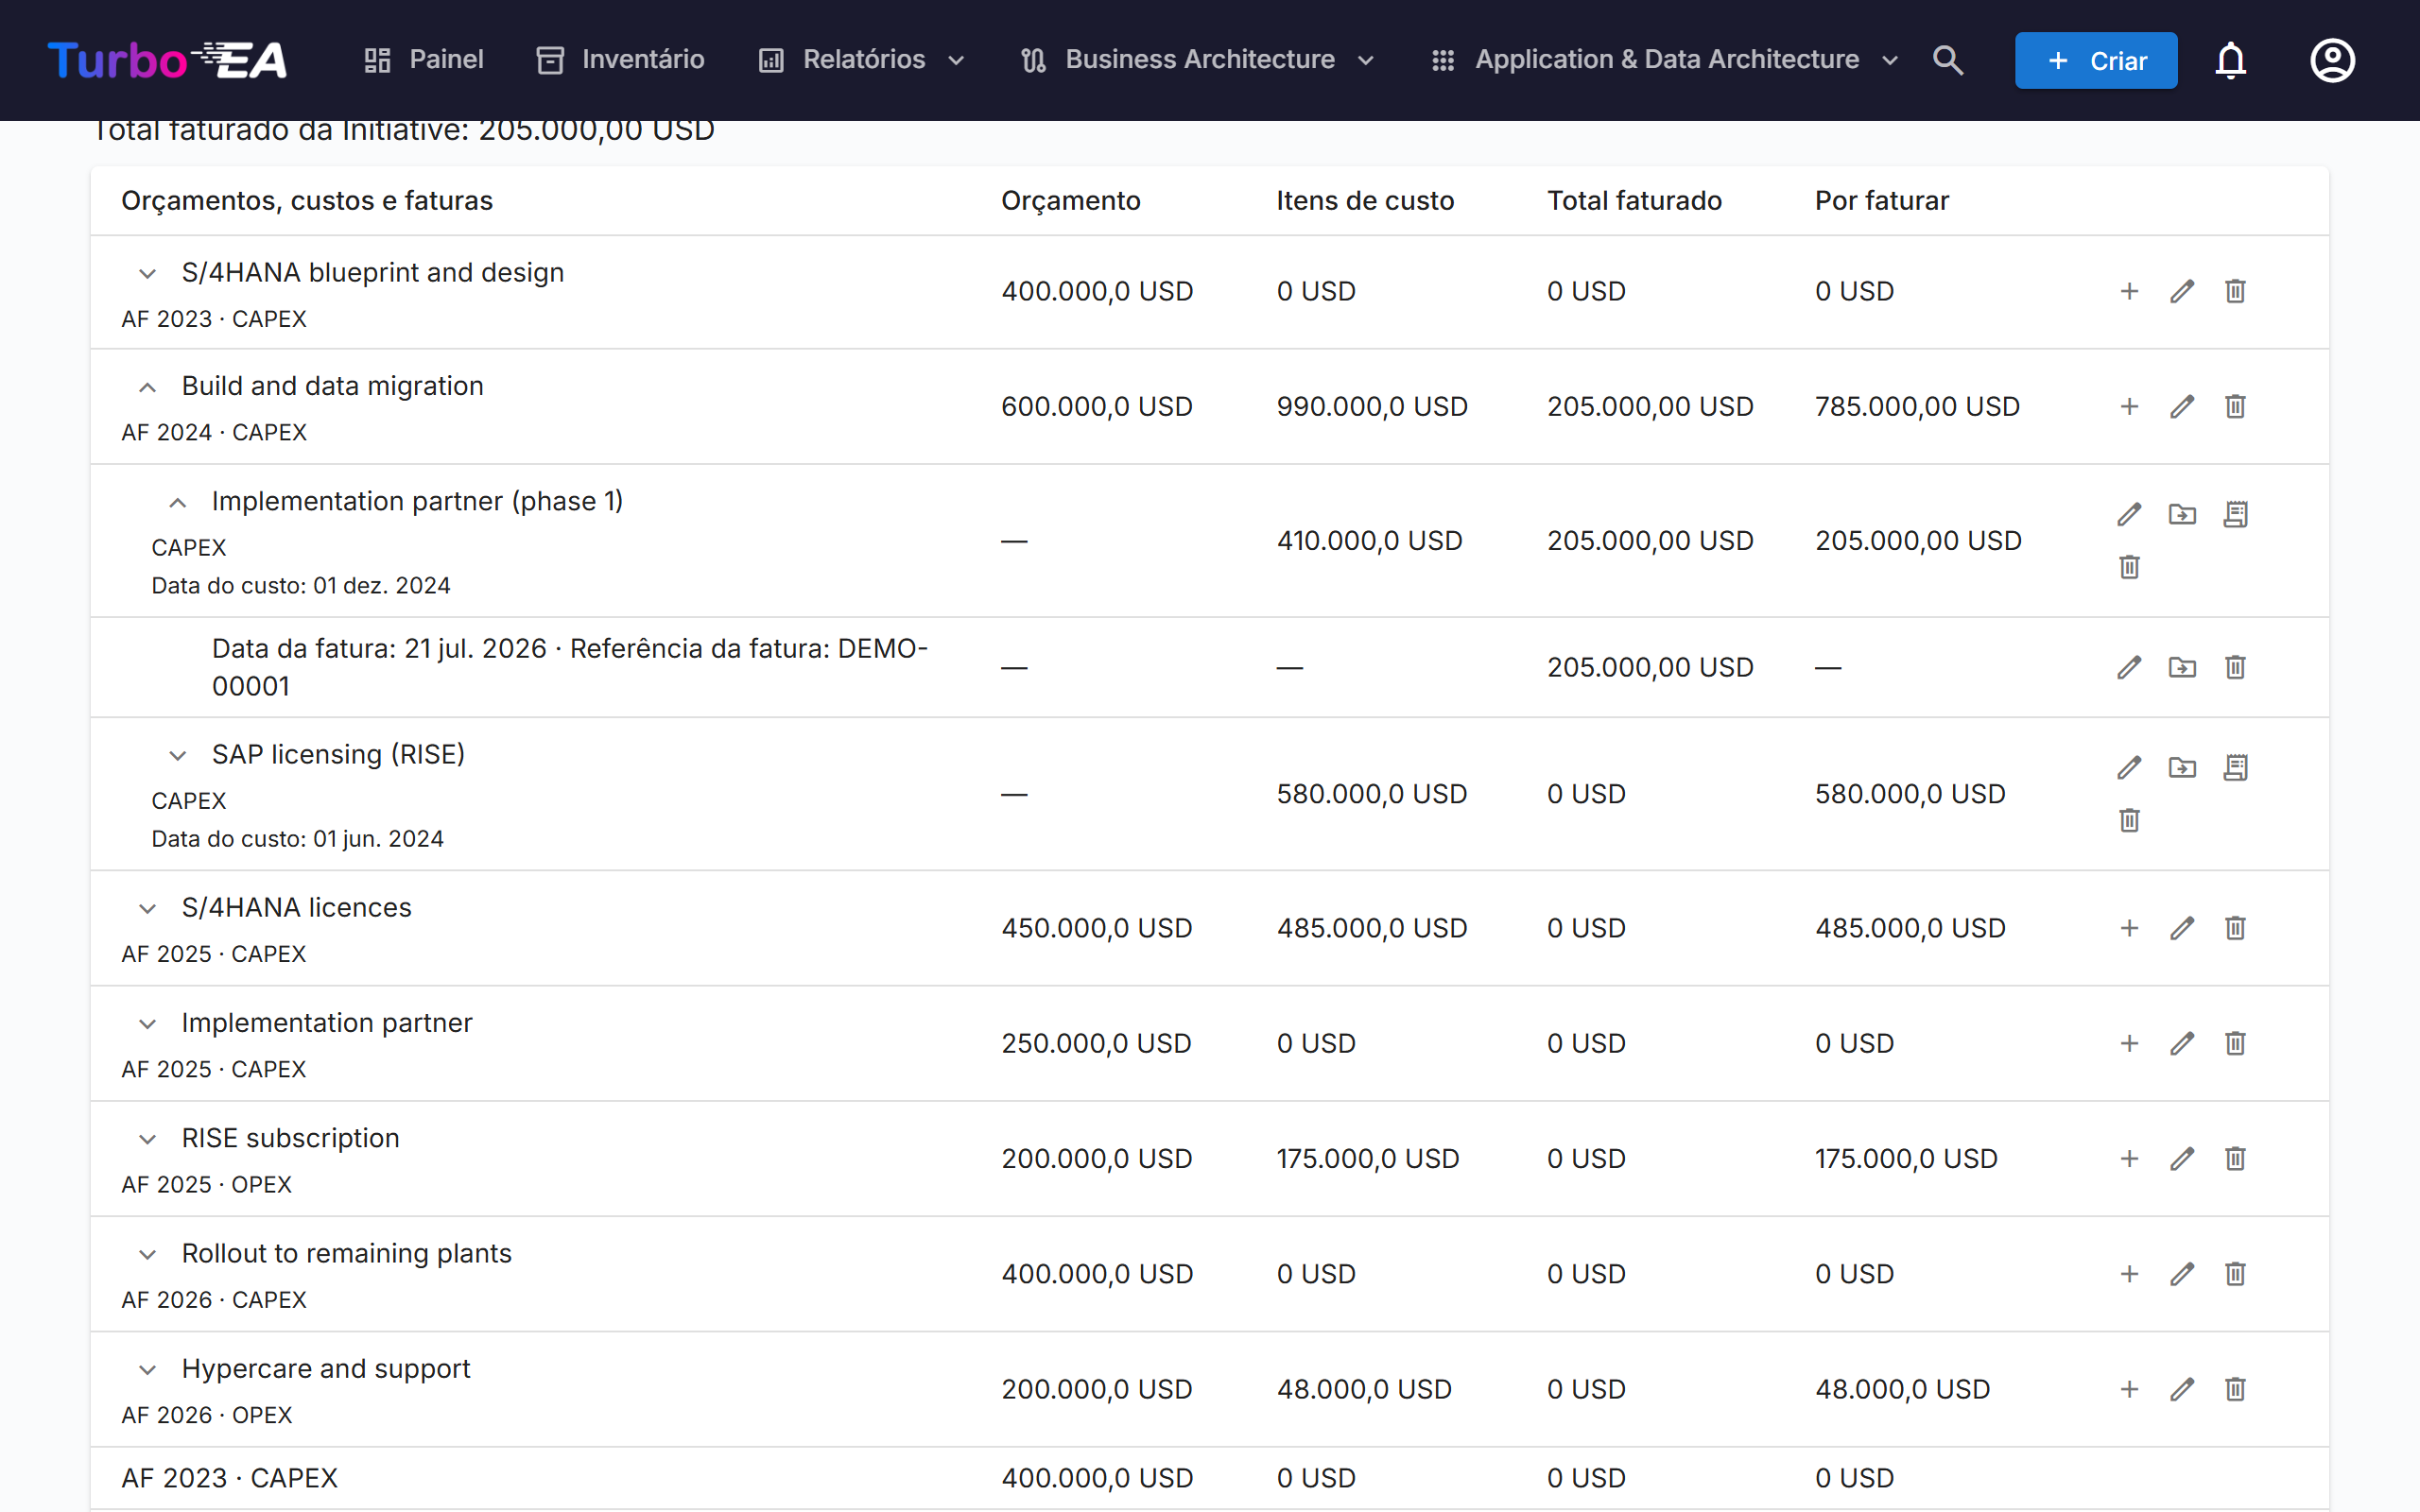 Turbo EA
Painel
Inventário
Relatórios
Business Architecture
Application & Data Architecture
Criar
Total faturado da Initiative: 205.000,00 USD
Orçamentos, custos e faturas Orçamento Itens de custo Total faturado Por faturar
S/4HANA blueprint and design
AF 2023 · CAPEX
400.000,0 USD 0 USD 0 USD 0 USD
Build and data migration
AF 2024 · CAPEX
600.000,0 USD 990.000,0 USD 205.000,00 USD 785.000,00 USD
Implementation partner (phase 1)
CAPEX
Data do custo: 01 dez. 2024
— 410.000,0 USD 205.000,00 USD 205.000,00 USD
Data da fatura: 21 jul. 2026 · Referência da fatura: DEMO-
00001
— — 205.000,00 USD —
SAP licensing (RISE)
CAPEX
Data do custo: 01 jun. 2024
— 580.000,0 USD 0 USD 580.000,0 USD
S/4HANA licences
AF 2025 · CAPEX
450.000,0 USD 485.000,0 USD 0 USD 485.000,0 USD
Implementation partner
AF 2025 · CAPEX
250.000,0 USD 0 USD 0 USD 0 USD
RISE subscription
AF 2025 · OPEX
200.000,0 USD 175.000,0 USD 0 USD 175.000,0 USD
Rollout to remaining plants
AF 2026 · CAPEX
400.000,0 USD 0 USD 0 USD 0 USD
Hypercare and support
AF 2026 · OPEX
200.000,0 USD 48.000,0 USD 0 USD 48.000,0 USD
AF 2023 · CAPEX 400.000,0 USD 0 USD 0 USD 0 USD